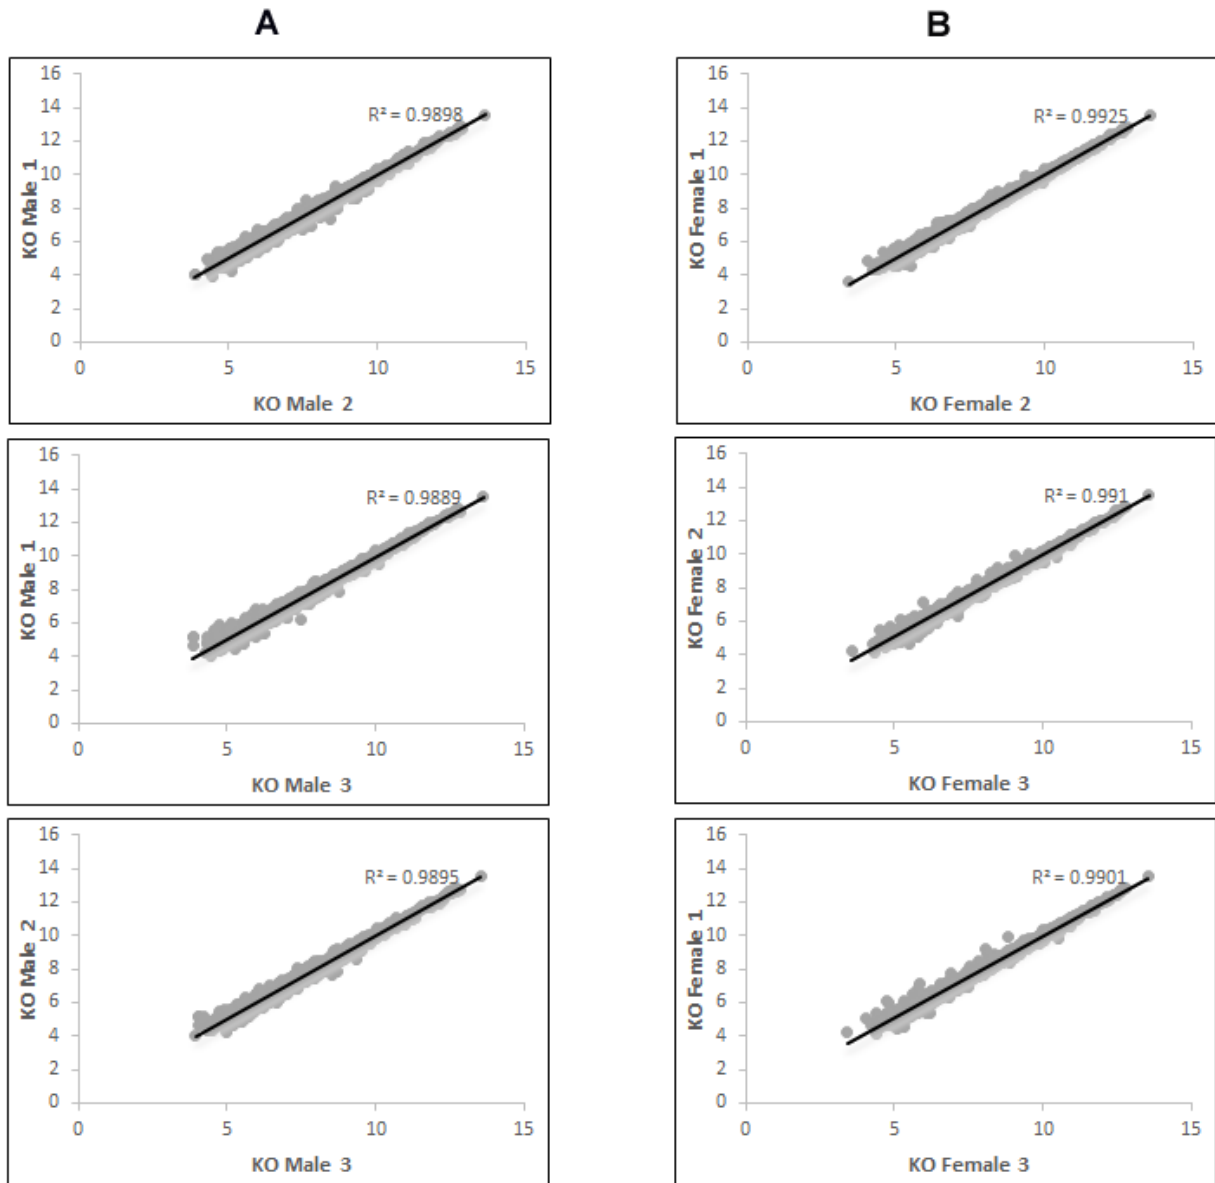 A
B
16
14
12
10
8
6
4
2
0
0 5 10 15
KO Male 1
R² = 0.9898
KO Male 2
16
14
12
10
8
6
4
2
0
0 5 10 15
KO Female 1
R² = 0.9925
KO Female 2
16
14
12
10
8
6
4
2
0
0 5 10 15
KO Male 1
R² = 0.9889
KO Male 3
16
14
12
10
8
6
4
2
0
0 5 10 15
KO Female 2
R² = 0.991
KO Female 3
16
14
12
10
8
6
4
2
0
0 5 10 15
KO Male 2
R² = 0.9895
KO Male 3
16
14
12
10
8
6
4
2
0
0 5 10 15
KO Female 1
R² = 0.9901
KO Female 3